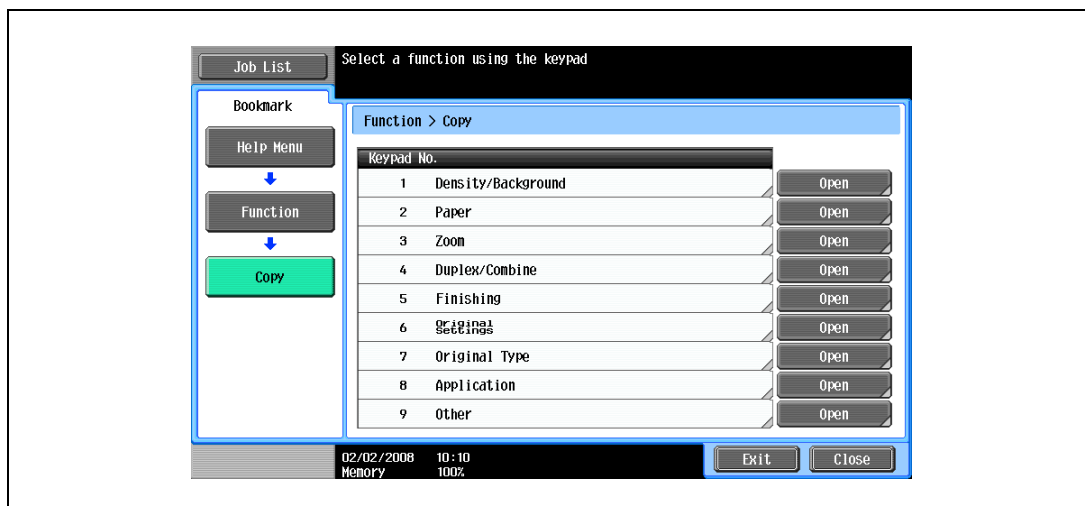 Job List
Select a function using the keypad
Bookmark
Help Menu
Function
Copy
Function > Copy
Keypad No.
1 Density/Background Open
2 Paper Open
3 Zoom Open
4 Duplex/Combine Open
5 Finishing Open
6 Original Settings Open
7 Original Type Open
8 Application Open
9 Other Open
02/02/2008 10:10
Memory 100%
Exit Close